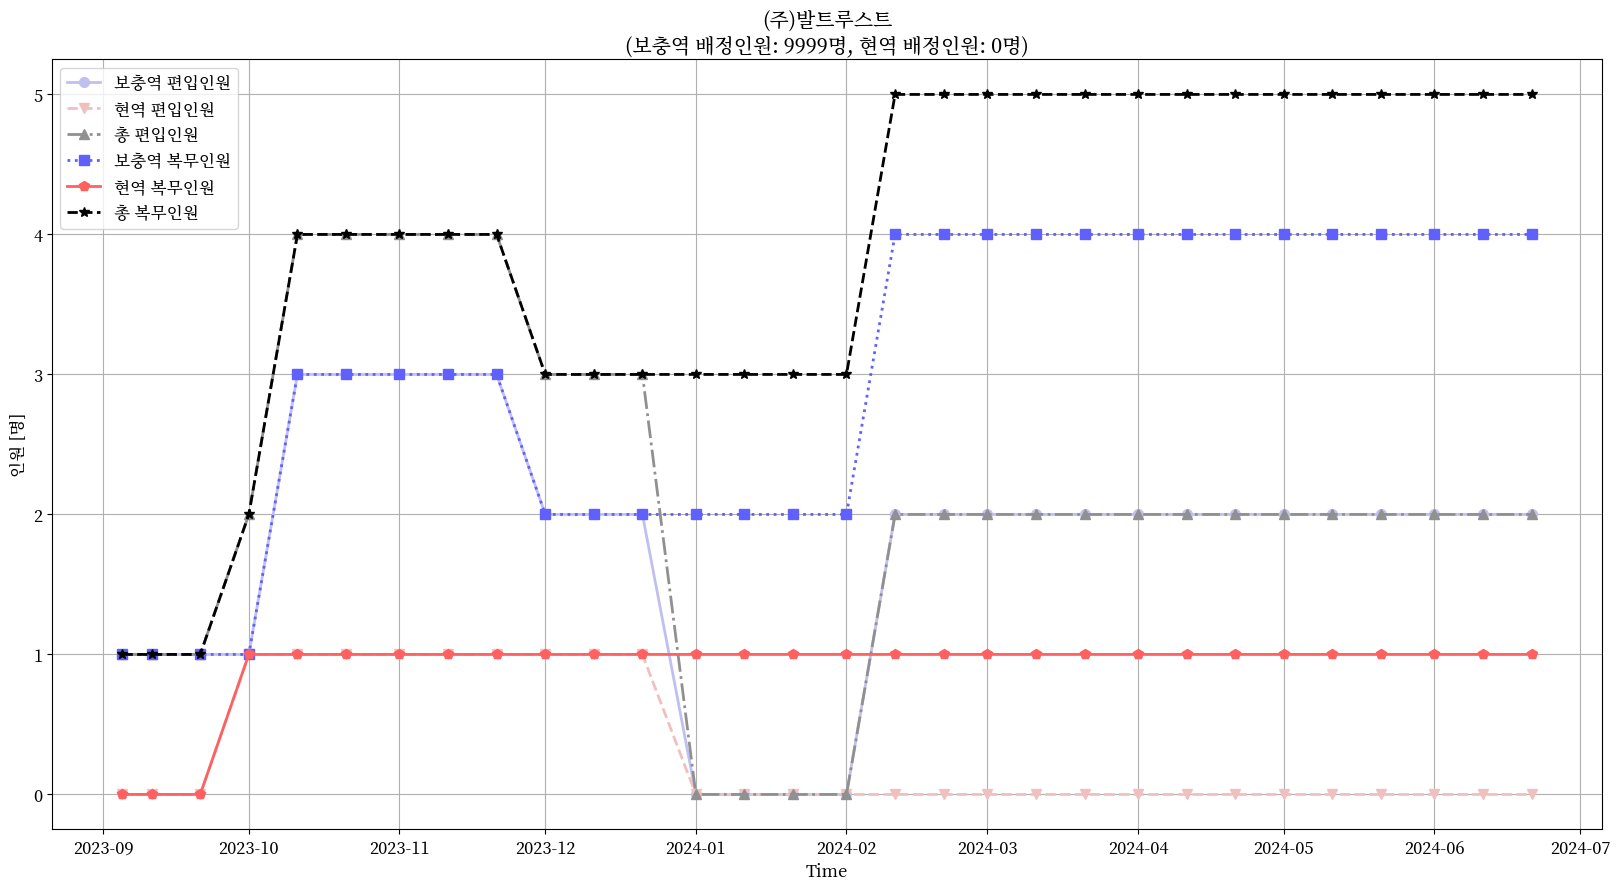 (주)발트루스트
(보충역 배정인원: 9999명, 현역 배정인원: 0명)
보충역 편입인원
현역 편입인원
총 편입인원
보충역 복무인원
현역 복무인원
총 복무인원
5
4
3
2
1
0
인원 [명]
2023-09 2023-10 2023-11 2023-12 2024-01 2024-02 2024-03 2024-04 2024-05 2024-06 2024-07
Time